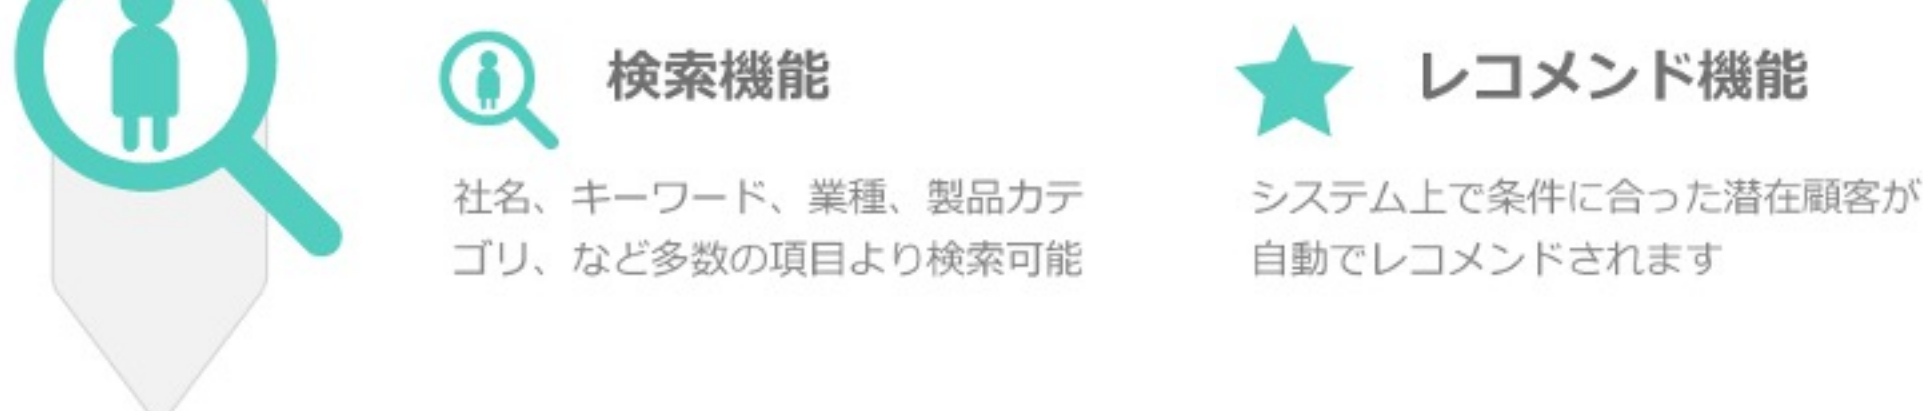 検索機能
社名、キーワード、業種、製品カテ
ゴリ、など多数の項目より検索可能
レコメンド機能
システム上で条件に合った潜在顧客が
自動でレコメンドされます